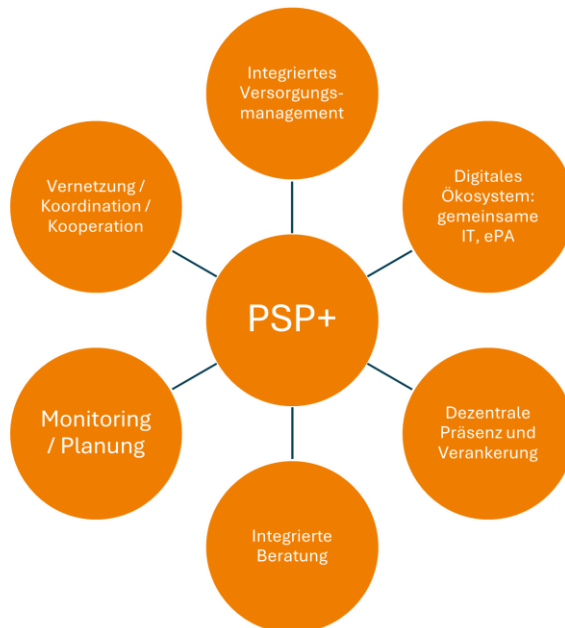 Integriertes
Versorgungs-
management
Vernetzung /
Koordination /
Kooperation
Digitales
Ökosystem:
gemeinsame
IT, ePA
PSP+
Monitoring
/ Planung
Dezentrale
Präsenz und
Verankerung
Integrierte
Beratung